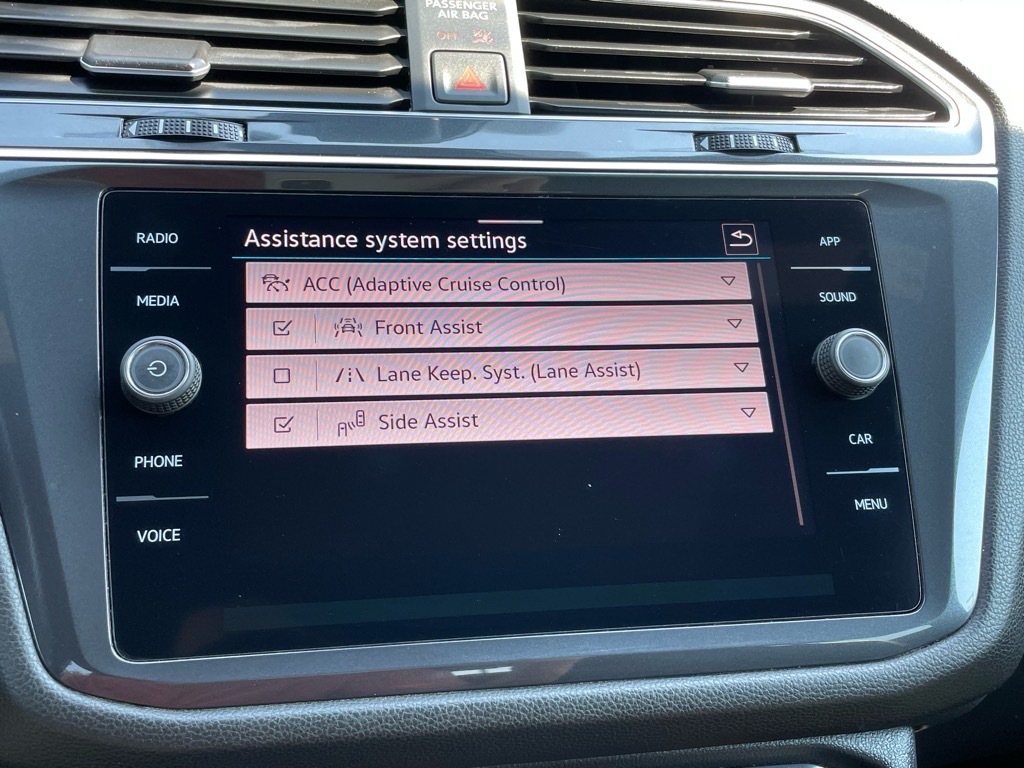 PASSENGER
AIR BAG
OFF
RADIO
MEDIA
PHONE
VOICE
Assistance system settings
ACC (Adaptive Cruise Control)
Front Assist
Lane Keep. Syst. (Lane Assist)
Side Assist
APP
SOUND
CAR
MENU